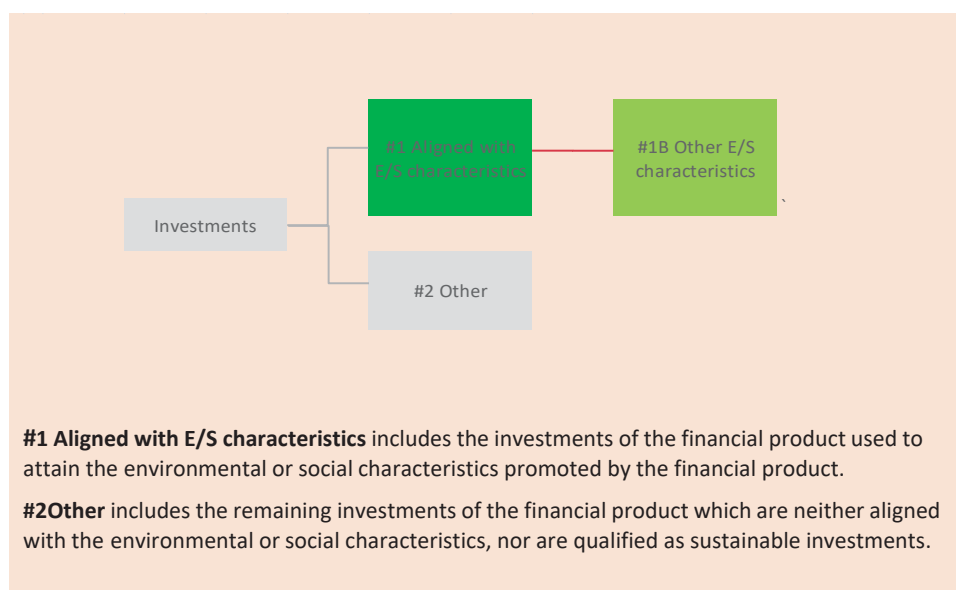 #1 Aligned with
E/S characteristics
#1B Other E/S
characteristics
`
Investments
#2 Other
#1 Aligned with E/S characteristics includes the investments of the financial product used to
attain the environmental or social characteristics promoted by the financial product.
#2Other includes the remaining investments of the financial product which are neither aligned
with the environmental or social characteristics, nor are qualified as sustainable investments.